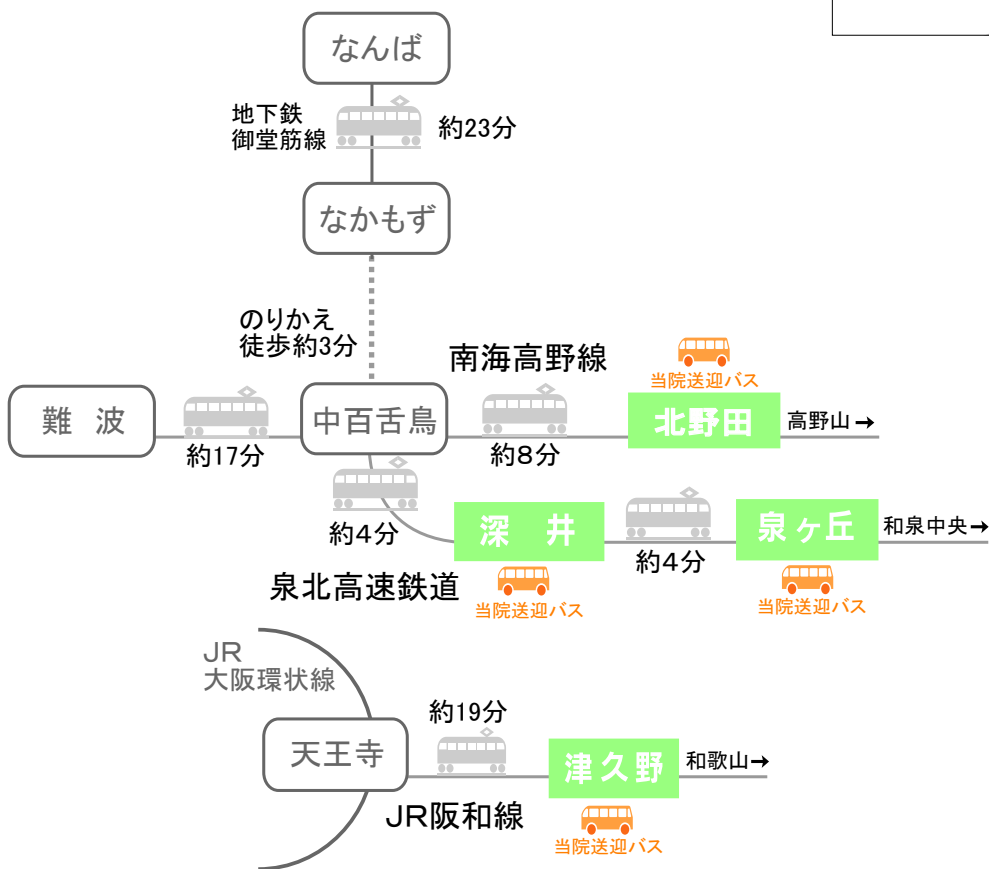 なんば
地下鉄
御堂筋線
約23分
なかもず
のりかえ
徒歩約3分
南海高野線
当院送迎バス
難 波
約17分
中百舌鳥
約8分
北野田
高野山→
約4分
深 井
約4分
泉ヶ丘
和泉中央→
泉北高速鉄道
当院送迎バス
当院送迎バス
JR
大阪環状線
天王寺
約19分
津久野
和歌山→
JR阪和線
当院送迎バス